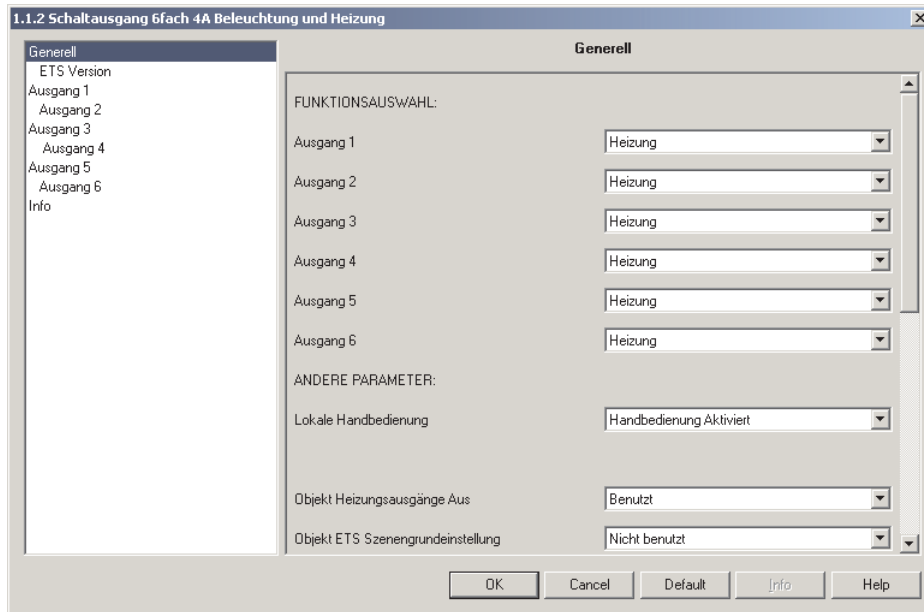 1.1.2 Schaltausgang 6fach 4A Beleuchtung und Heizung
Generell
ETS Version
Ausgang 1
Ausgang 2
Ausgang 3
Ausgang 4
Ausgang 5
Ausgang 6
Info
Generell
FUNKTIONSAUSWAHL:
Ausgang 1 Heizung
Ausgang 2 Heizung
Ausgang 3 Heizung
Ausgang 4 Heizung
Ausgang 5 Heizung
Ausgang 6 Heizung
ANDERE PARAMETER:
Lokale Handbedienung Handbedienung Aktiviert
Objekt Heizungsausgänge Aus Benutzt
Objekt ETS Szenengrundeinstellung Nicht benutzt
OK Cancel Default Info Help